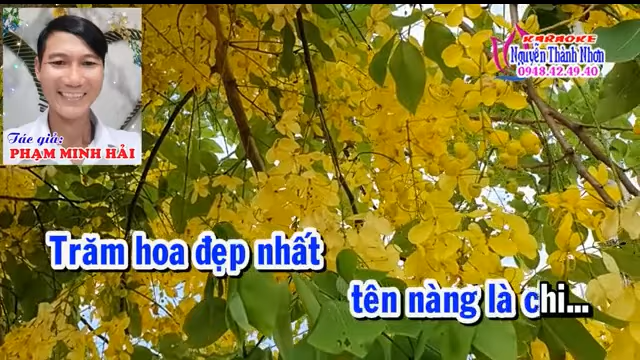 KARAOKE
Nguyễn Thành Nhơn
0948.42.49.40
Tác giả:
PHẠM MINH HẢI
Trăm hoa đẹp nhất
tên nàng là chi...